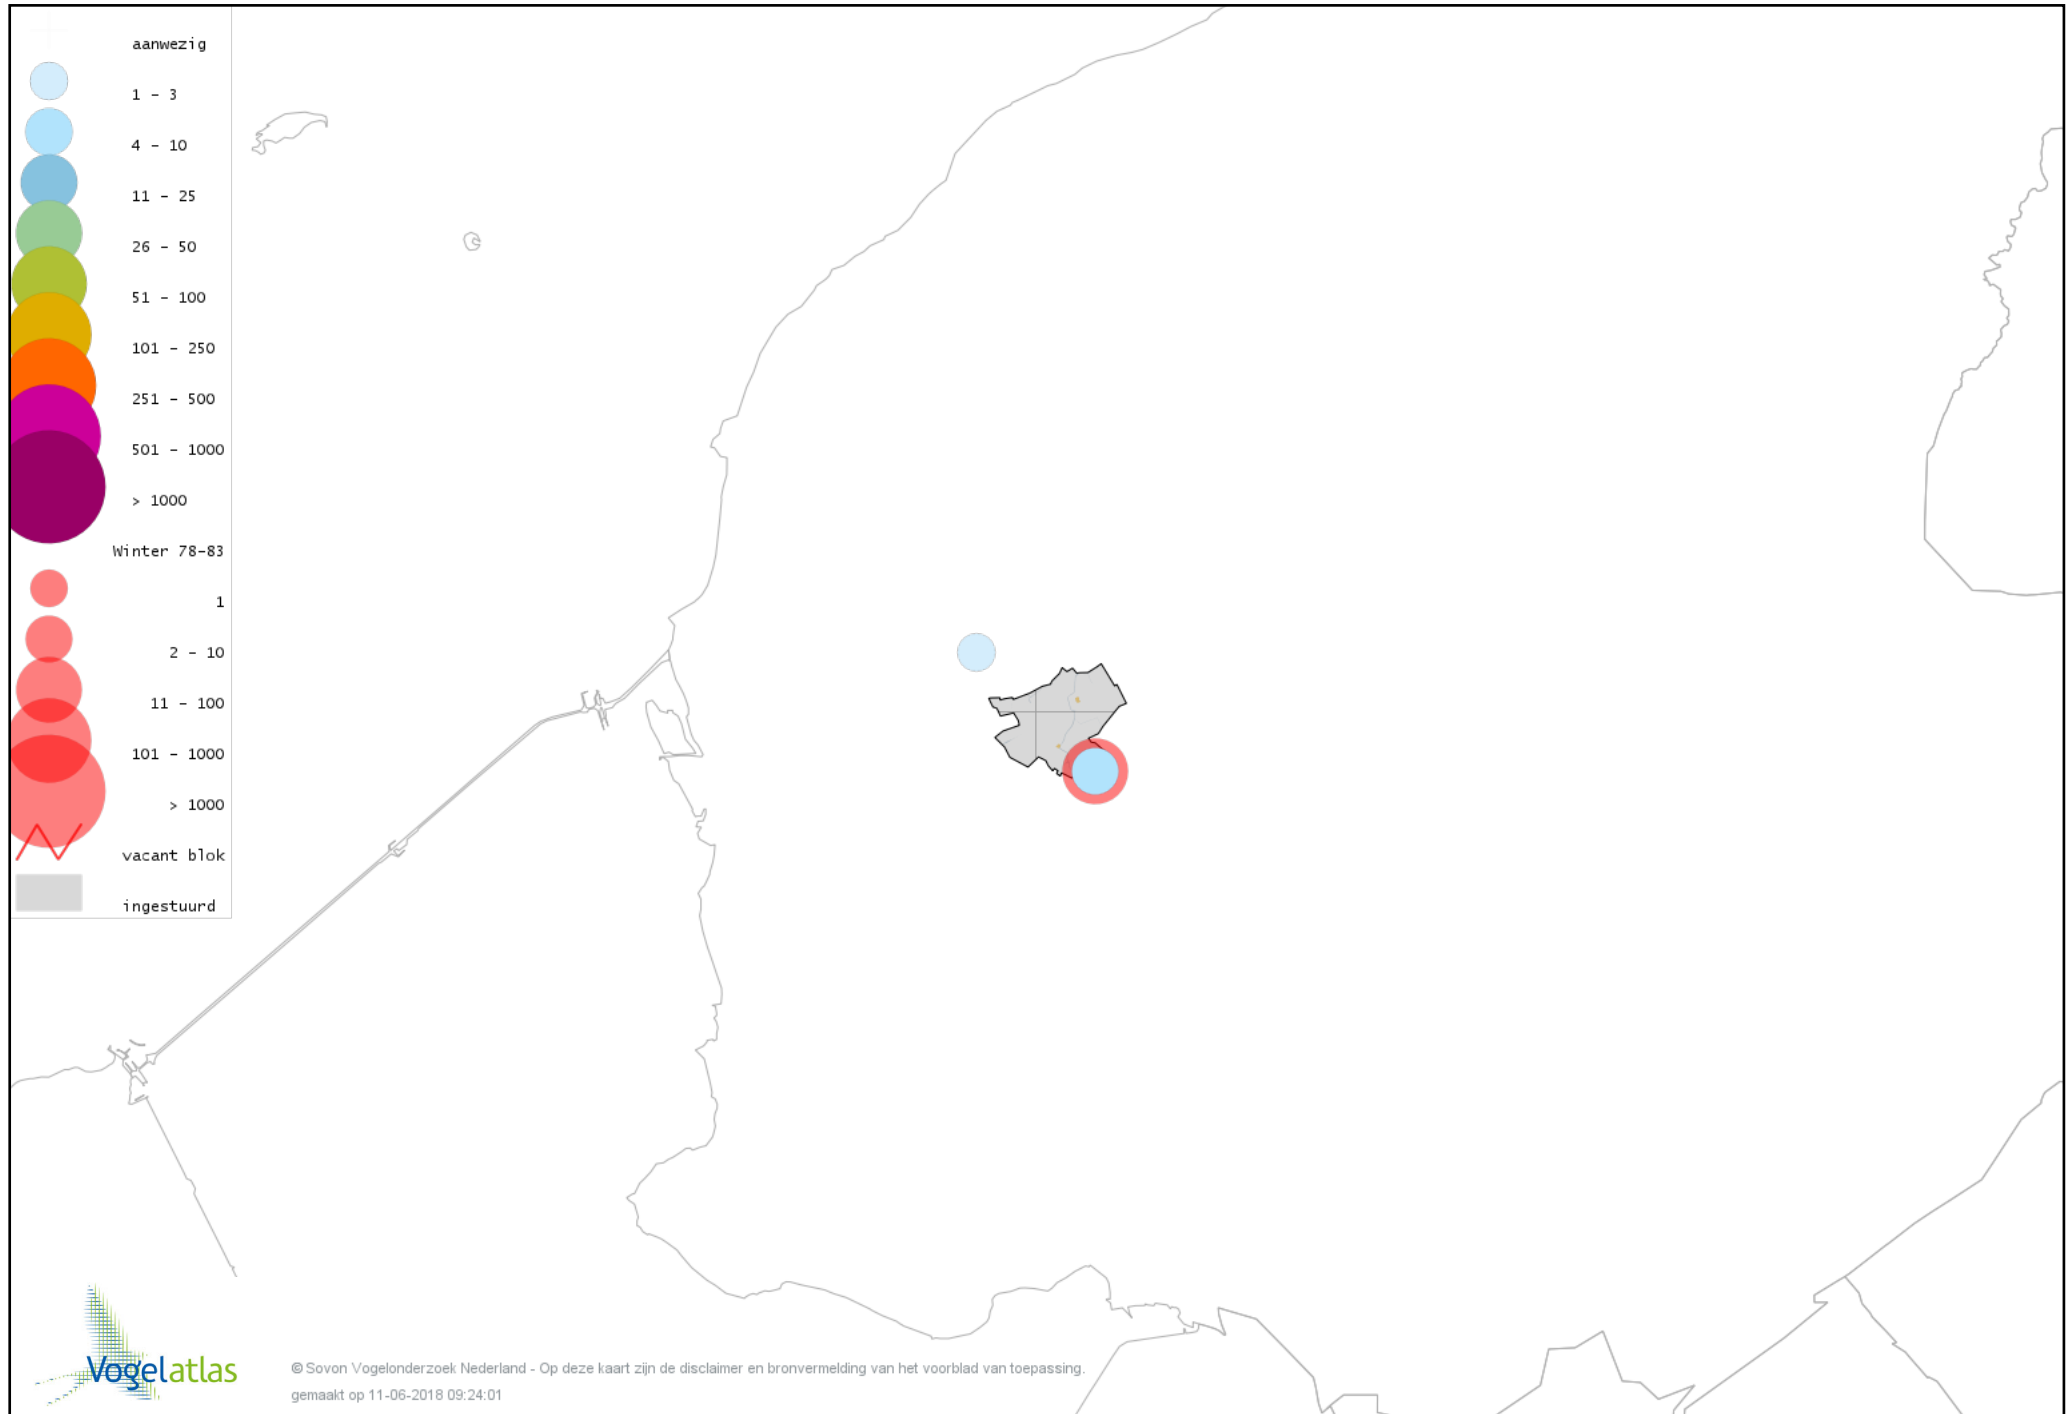 aanwezig
1 - 3
4 - 10
11 - 25
26 - 50
51 - 100
101 - 250
251 - 500
501 - 1000
> 1000
Winter 78-83
1
2 - 10
11 - 100
101 - 1000
> 1000
vacant blok
ingestuurd
Vogelatlas
© Sovon Vogelonderzoek Nederland - Op deze kaart zijn de disclaimer en bronvermelding van het voorblad van toepassing.
gemaakt op 11-06-2018 09:24:01